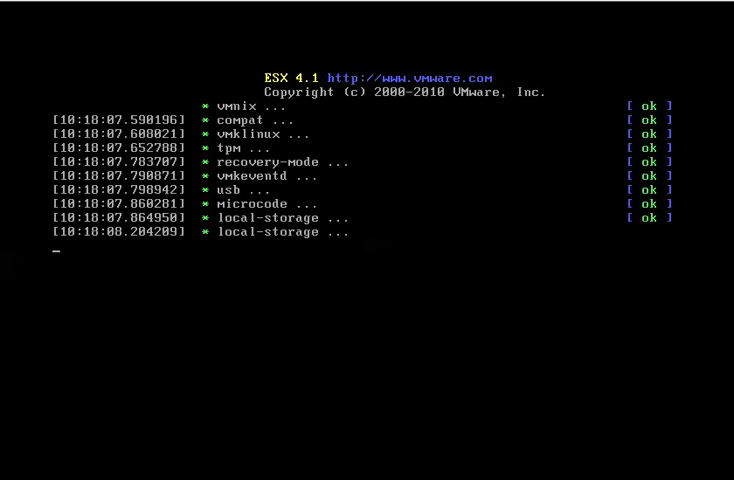 ESX 4.1 http://www.vmware.com
Copyright (c) 2000-2010 VMware, Inc.
* vmnix ... [ ok ]
[10:18:07.590196] * compat ... [ ok ]
[10:18:07.608021] * vmklinux ... [ ok ]
[10:18:07.652788] * tpm ... [ ok ]
[10:18:07.783707] * recovery-mode ... [ ok ]
[10:18:07.790871] * vmkeventd ... [ ok ]
[10:18:07.798942] * usb ... [ ok ]
[10:18:07.860281] * microcode ... [ ok ]
[10:18:07.864950] * local-storage ... [ ok ]
[10:18:08.204209] * local-storage ...
_